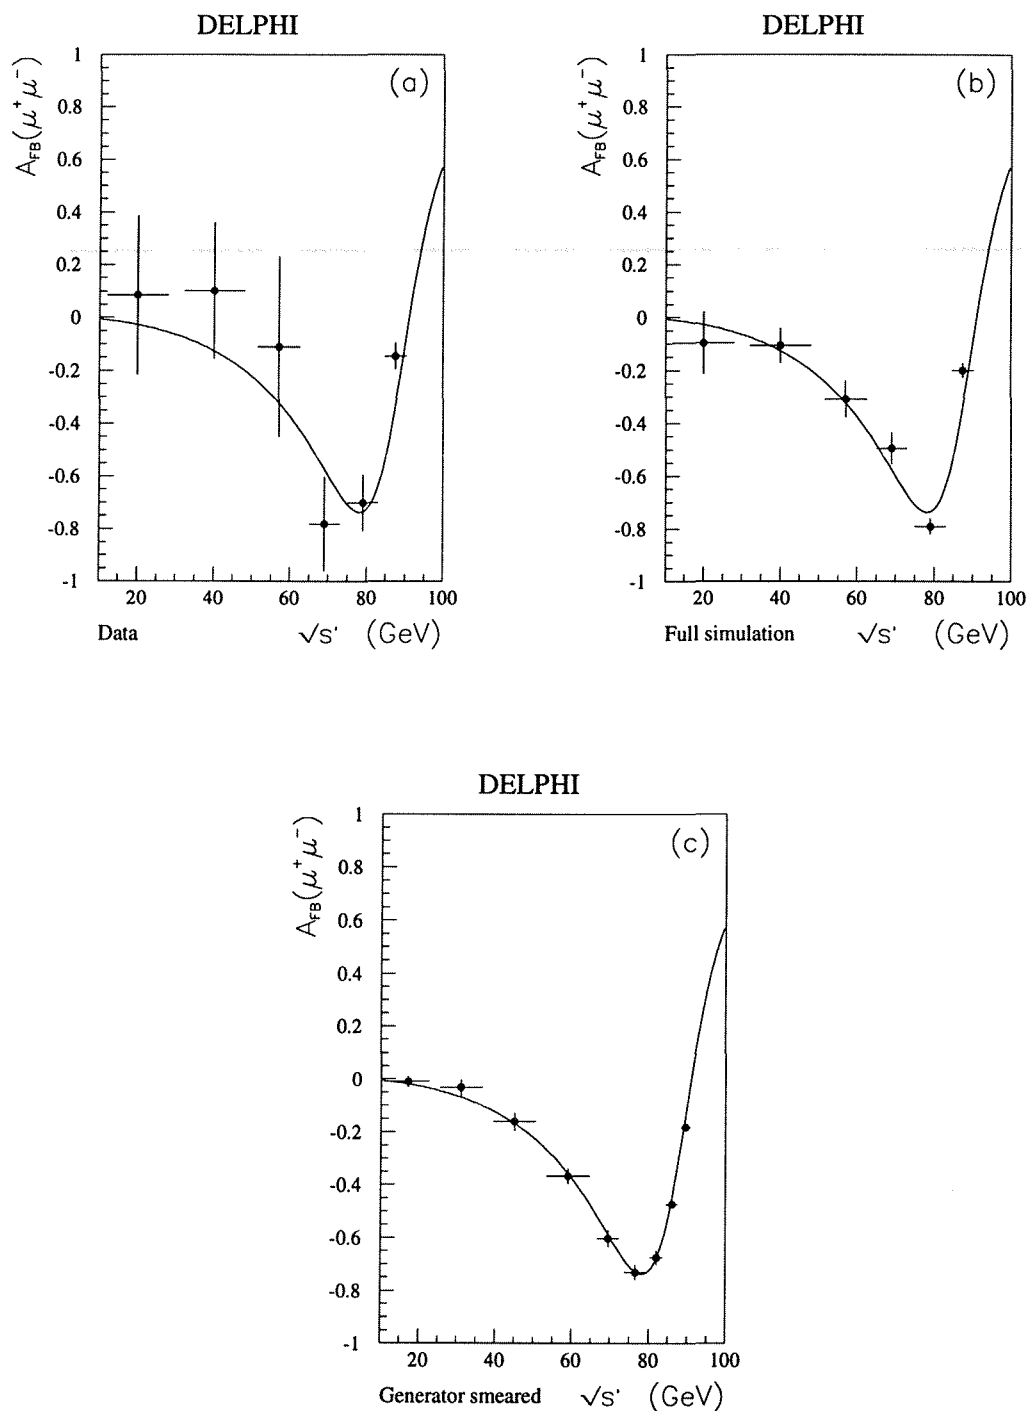 DELPHI
A_FB(μ⁺μ⁻)
(a)
1
0.8
0.6
0.4
0.2
0
-0.2
-0.4
-0.6
-0.8
-1
20 40 60 80 100
Data √s' (GeV)
DELPHI
A_FB(μ⁺μ⁻)
(b)
1
0.8
0.6
0.4
0.2
0
-0.2
-0.4
-0.6
-0.8
-1
20 40 60 80 100
Full simulation √s' (GeV)
DELPHI
A_FB(μ⁺μ⁻)
(c)
1
0.8
0.6
0.4
0.2
0
-0.2
-0.4
-0.6
-0.8
-1
20 40 60 80 100
Generator smeared √s' (GeV)